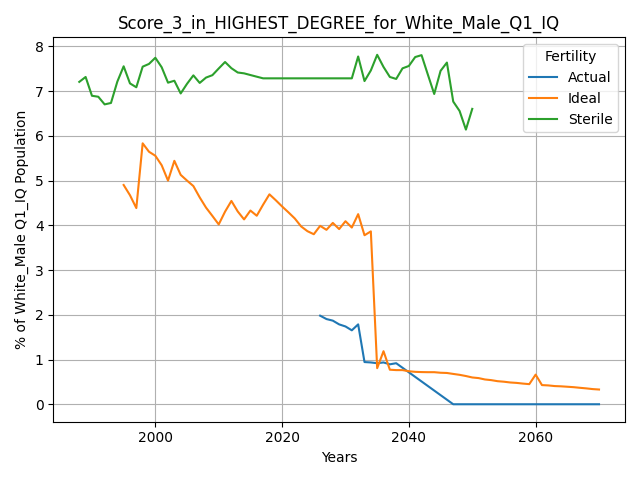 Score_3_in_HIGHEST_DEGREE_for_White_Male_Q1_IQ
% of White_Male Q1_IQ Population
8
7
6
5
4
3
2
1
0
Fertility
Actual
Ideal
Sterile
2000
2020
2040
2060
Years